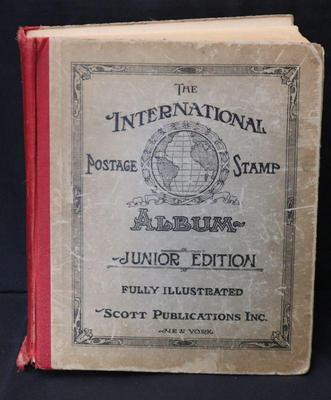 THE
INTERNATIONAL
POSTAGE STAMP
ALBUM
JUNIOR EDITION
FULLY ILLUSTRATED
SCOTT PUBLICATIONS INC.
NEW YORK